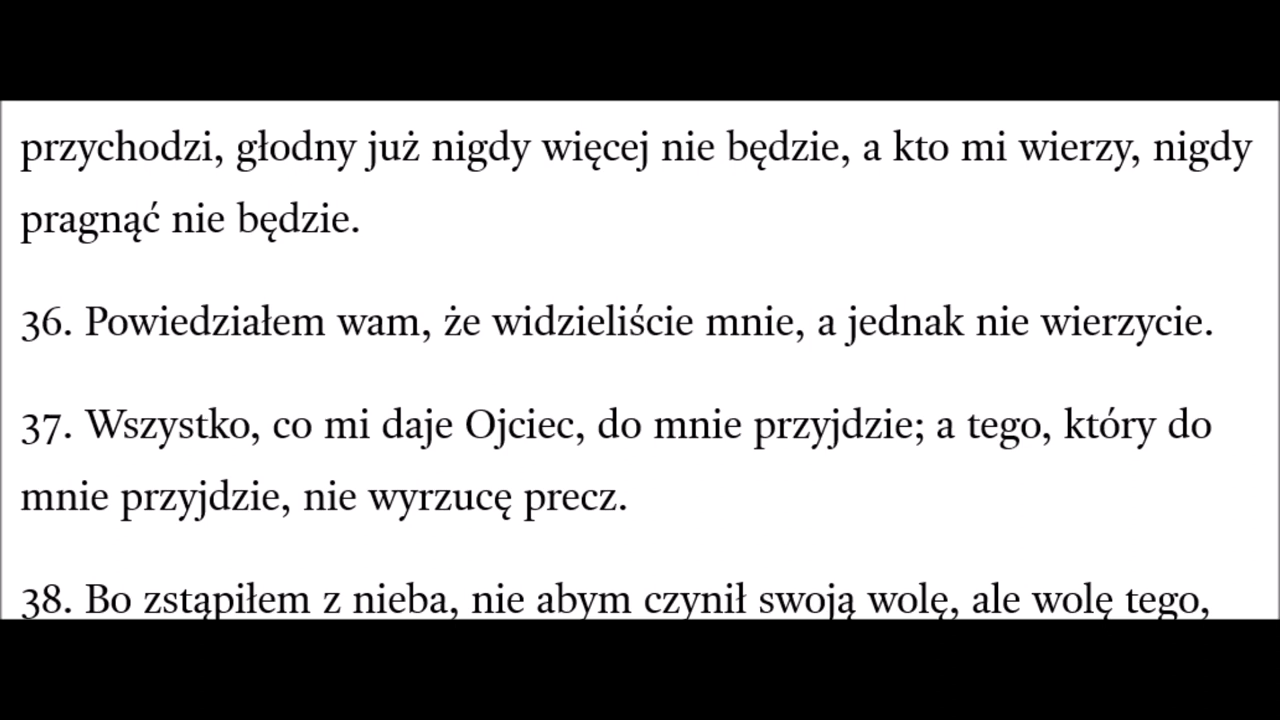 przychodzi, głodny już nigdy więcej nie będzie, a kto mi wierzy, nigdy
pragnąć nie będzie.
36. Powiedziałem wam, że widzieliście mnie, a jednak nie wierzycie.
37. Wszystko, co mi daje Ojciec, do mnie przyjdzie; a tego, który do
mnie przyjdzie, nie wyrzucę precz.
38. Bo zstąpiłem z nieba, nie abym czynił swoją wolę, ale wolę tego,